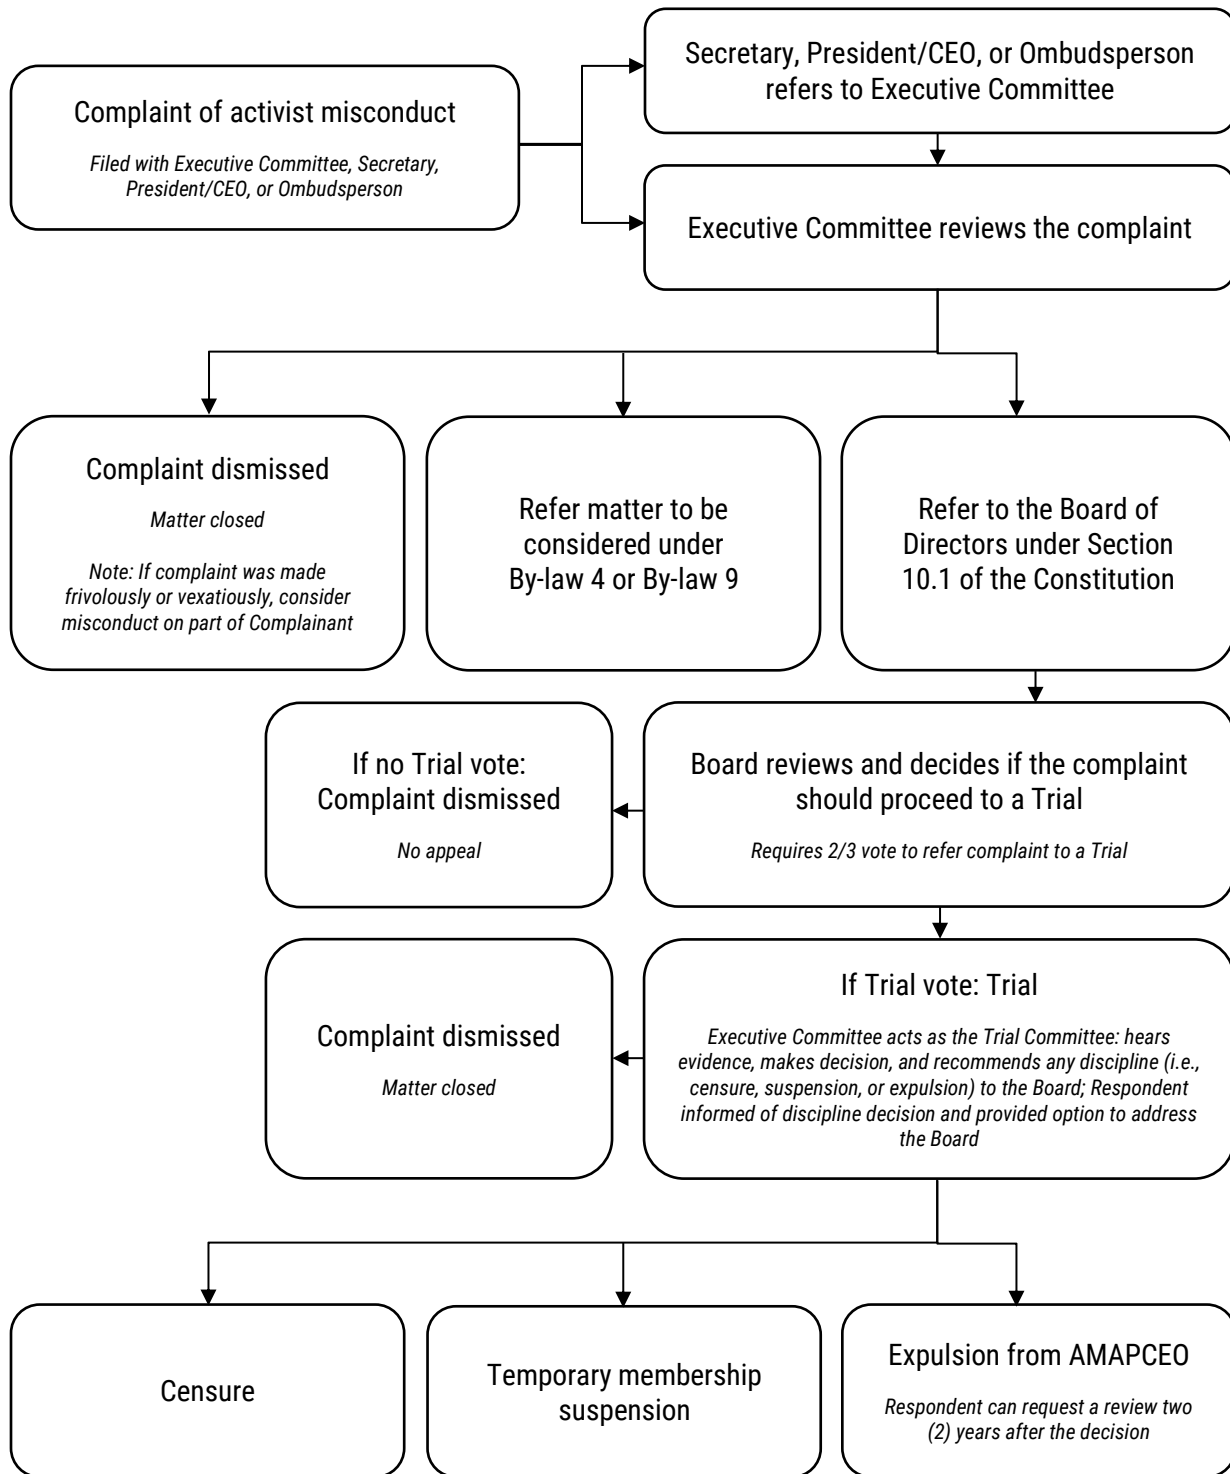 Secretary, President/CEO, or Ombudsperson
refers to Executive Committee
Complaint of activist misconduct
Filed with Executive Committee, Secretary,
President/CEO, or Ombudsperson
Executive Committee reviews the complaint
Complaint dismissed
Matter closed
Note: If complaint was made
frivolously or vexatiously, consider
misconduct on part of Complainant
Refer matter to be
considered under
By-law 4 or By-law 9
Refer to the Board of
Directors under Section
10.1 of the Constitution
If no Trial vote:
Complaint dismissed
No appeal
Board reviews and decides if the complaint
should proceed to a Trial
Requires 2/3 vote to refer complaint to a Trial
Complaint dismissed
Matter closed
If Trial vote: Trial
Executive Committee acts as the Trial Committee: hears
evidence, makes decision, and recommends any discipline (i.e.,
censure, suspension, or expulsion) to the Board; Respondent
informed of discipline decision and provided option to address
the Board
Censure
Temporary membership
suspension
Expulsion from AMAPCEO
Respondent can request a review two
(2) years after the decision